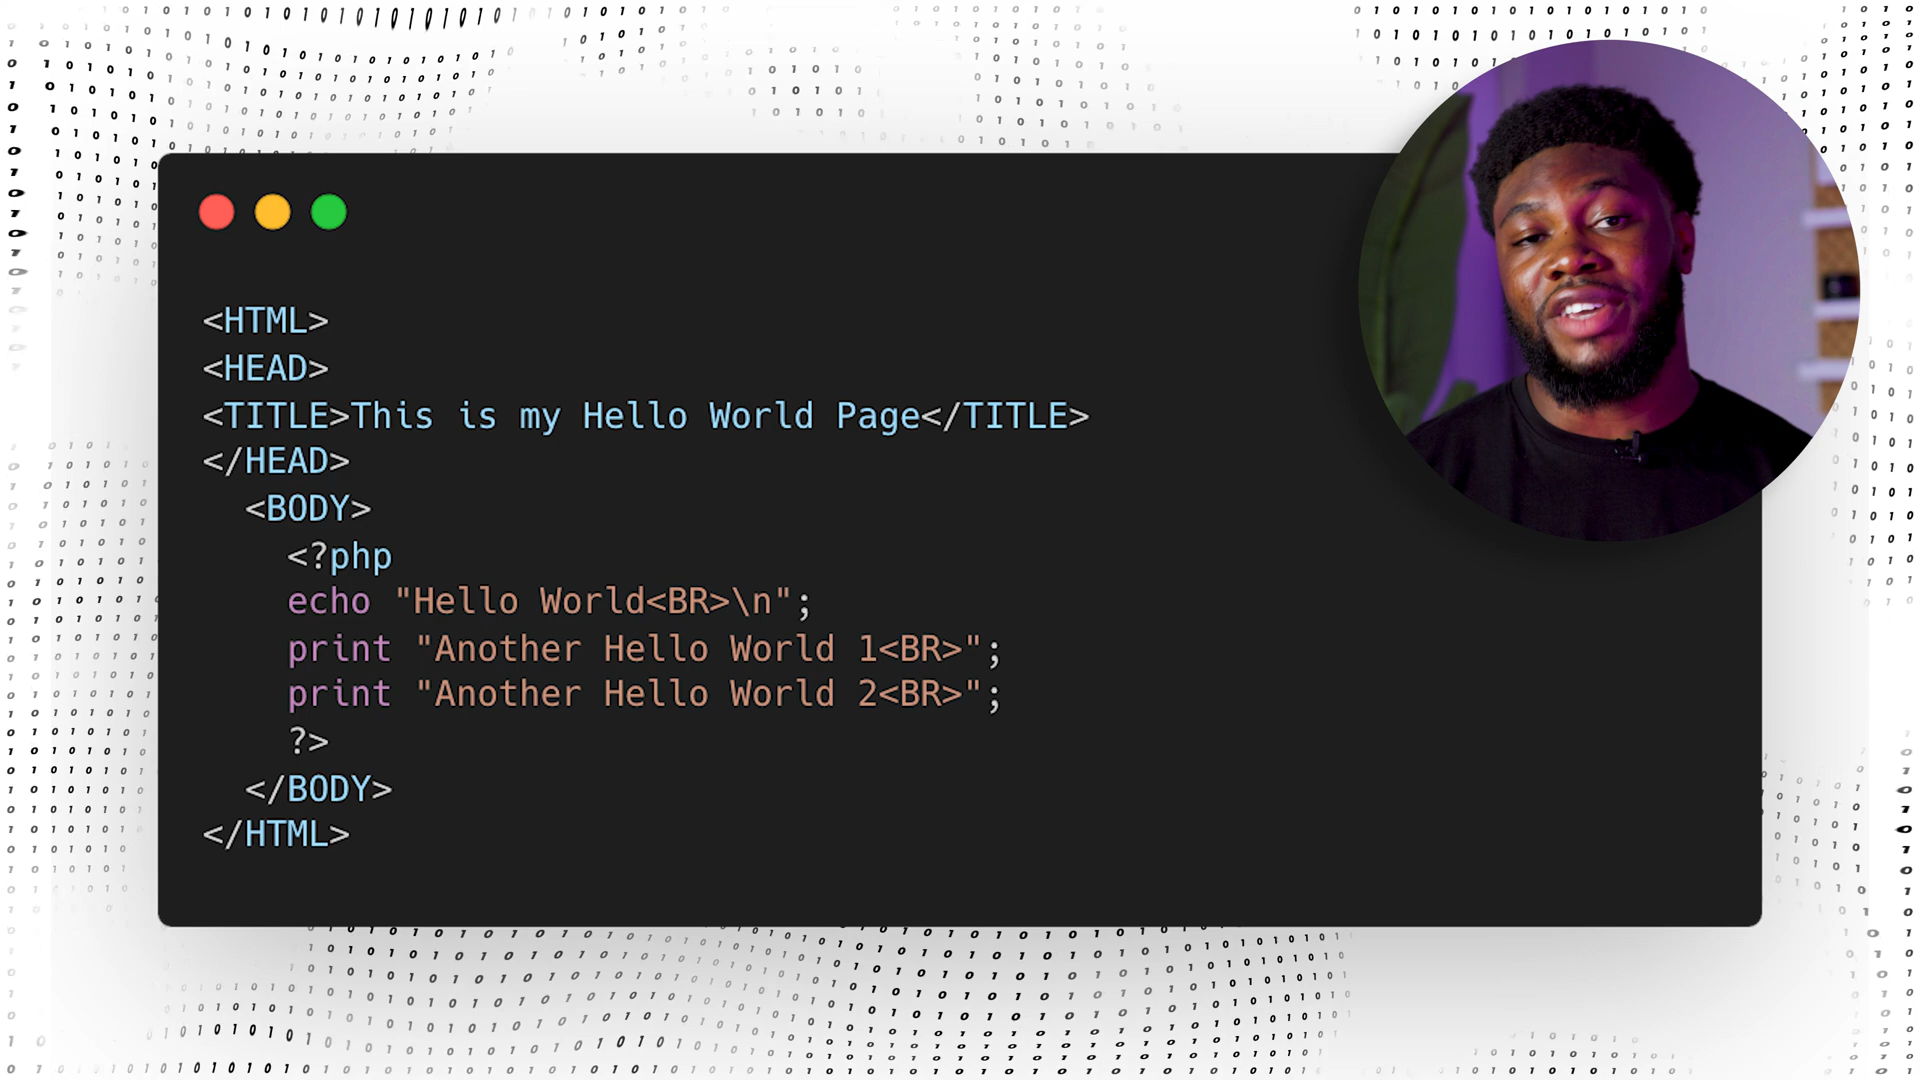 <HTML>
<HEAD>
<TITLE>This is my Hello World Page</TITLE>
</HEAD>
<BODY>
<?php
echo "Hello World<BR>\n";
print "Another Hello World 1<BR>";
print "Another Hello World 2<BR>";
?>
</BODY>
</HTML>